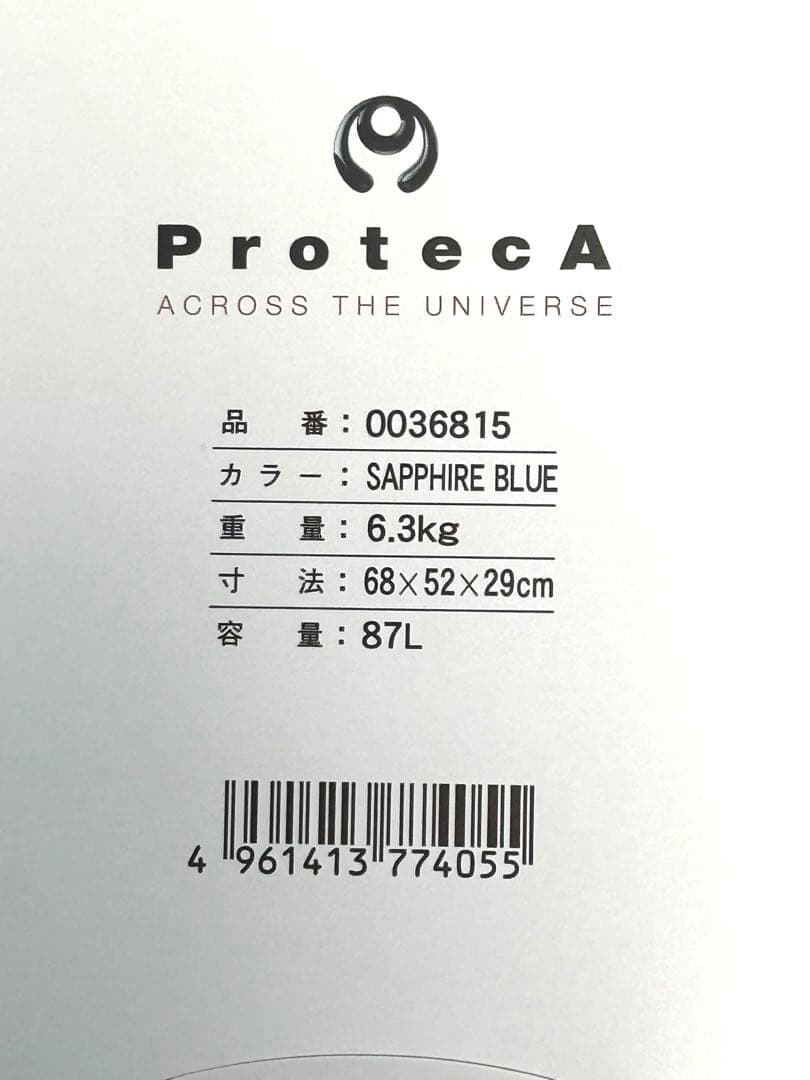 ProtecA
ACROSS THE UNIVERSE
品番：0036815
カラー：SAPPHIRE BLUE
重量：6.3kg
寸法：68×52×29cm
容量：87L
4 961413 774055